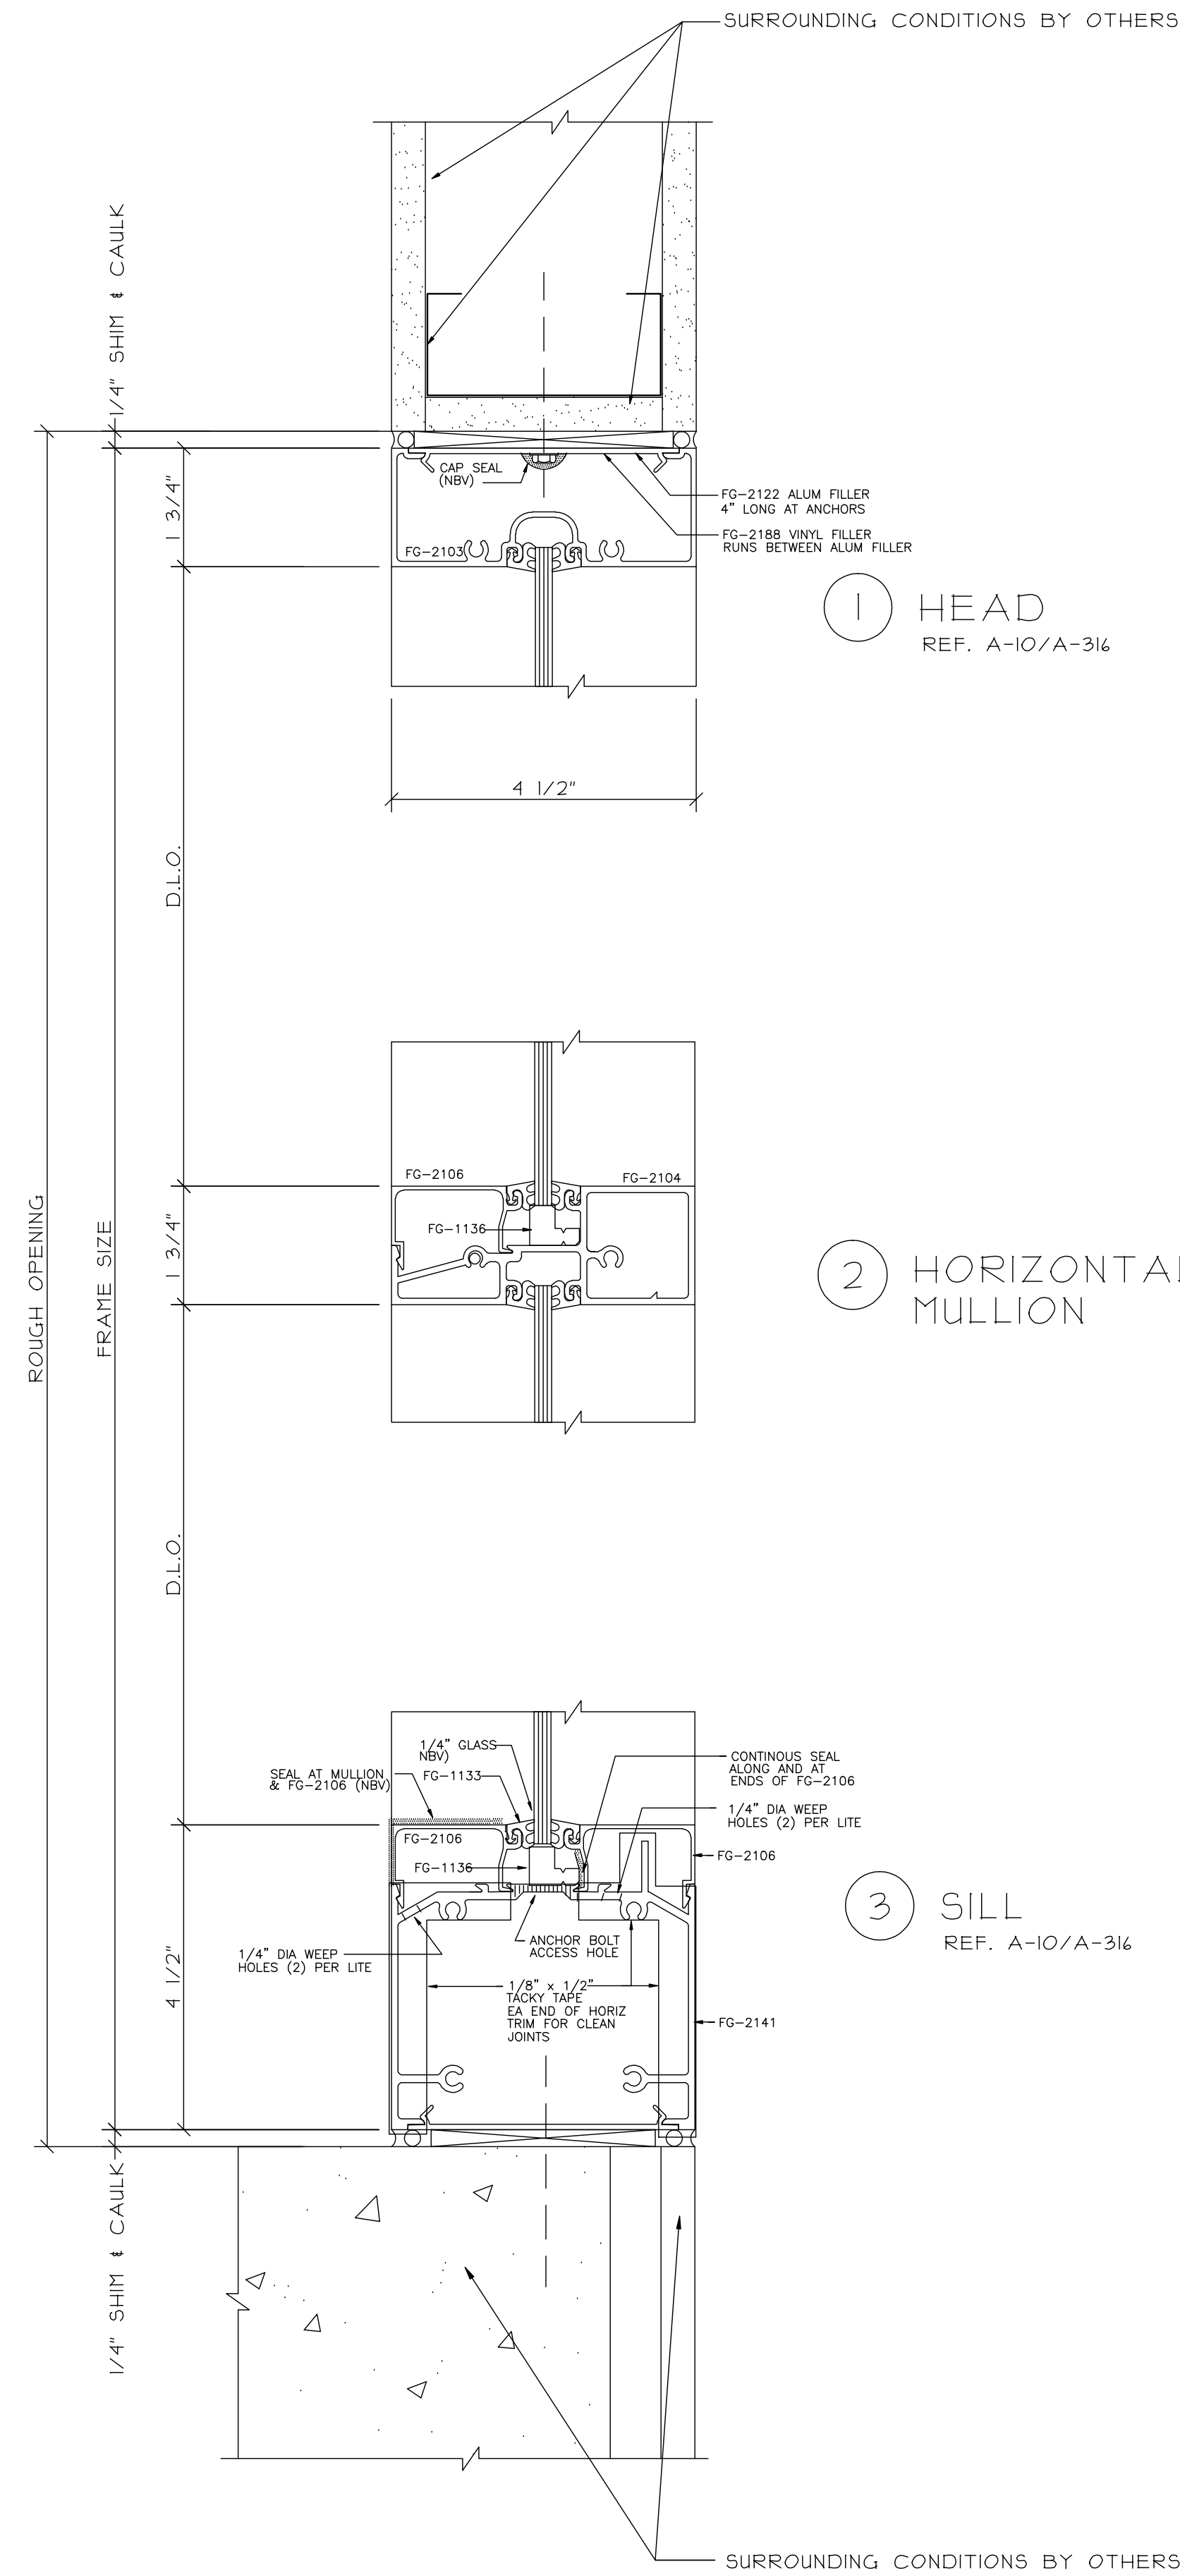 SURROUNDING CONDITIONS BY OTHERS
1/4" SHIM & CAULK
CAP SEAL
(NBV)
FG-2122 ALUM FILLER
4" LONG AT ANCHORS
FG-2188 VINYL FILLER
RUNS BETWEEN ALUM FILLER
FG-2103
1 3/4"
1 HEAD
REF. A-10/A-316
4 1/2"
D.L.O.
ROUGH OPENING
FRAME SIZE
FG-2106
FG-2104
FG-1136
1 3/4"
2 HORIZONTAL
MULLION
D.L.O.
1/4" GLASS
NBV)
FG-1133
SEAL AT MULLION
& FG-2106 (NBV)
CONTINOUS SEAL
ALONG AND AT
ENDS OF FG-2106
1/4" DIA WEEP
HOLES (2) PER LITE
FG-2106
FG-2106
FG-1136
3 SILL
REF. A-10/A-316
ANCHOR BOLT
ACCESS HOLE
1/4" DIA WEEP
HOLES (2) PER LITE
1/8" x 1/2"
TACKY TAPE
EA END OF HORIZ
TRIM FOR CLEAN
JOINTS
FG-2141
4 1/2"
1/4" SHIM & CAULK
SURROUNDING CONDITIONS BY OTHERS